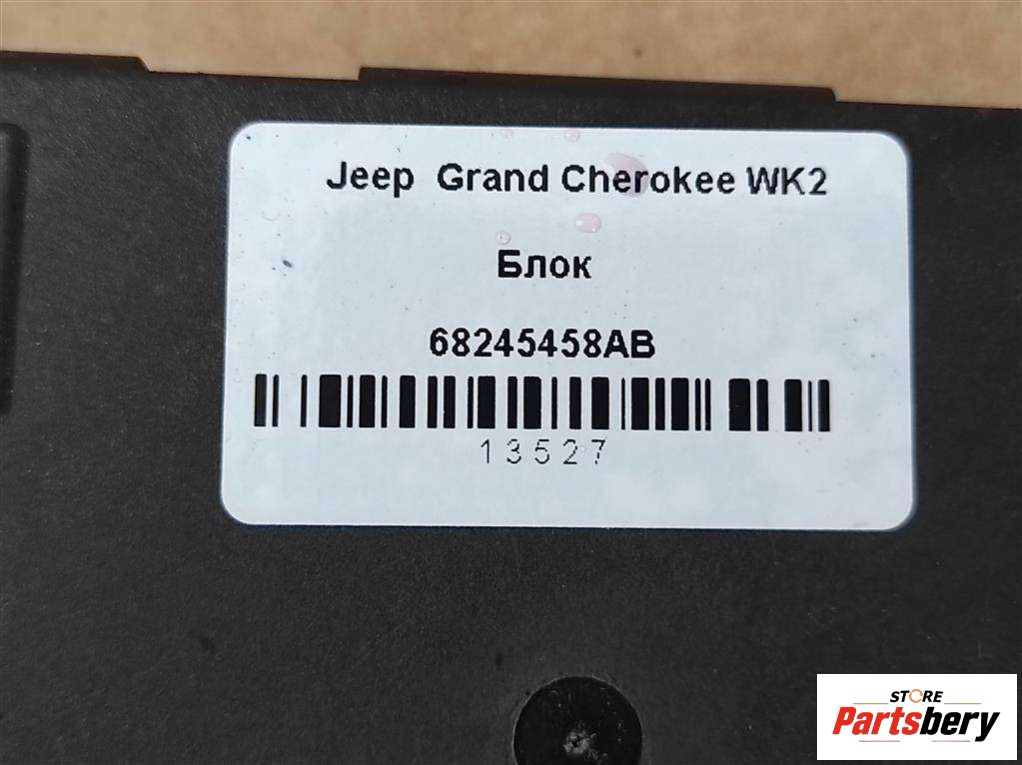 Jeep Grand Cherokee WK2
Блок
68245458AB
13527
STORE
Partsbery